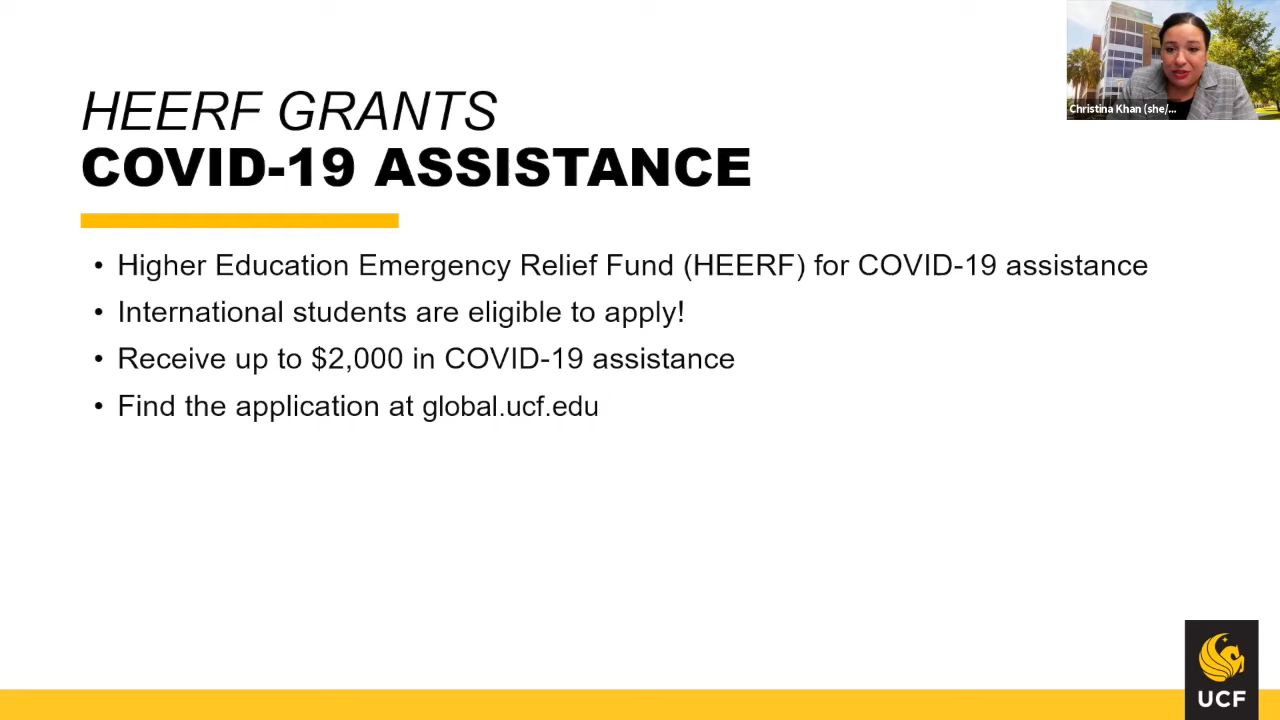 HEERF GRANTS
COVID-19 ASSISTANCE
• Higher Education Emergency Relief Fund (HEERF) for COVID-19 assistance
• International students are eligible to apply!
• Receive up to $2,000 in COVID-19 assistance
• Find the application at global.ucf.edu
Christina Khan (she/...
UCF